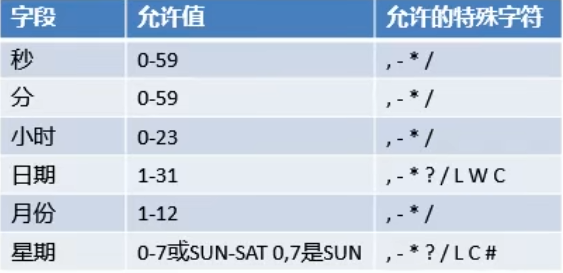 字段 允许值 允许的特殊字符
秒 0-59 , - * /
分 0-59 , - * /
小时 0-23 , - * /
日期 1-31 , - * ? / L W C
月份 1-12 , - * /
星期 0-7或SUN-SAT 0,7是SUN , - * ? / L C #